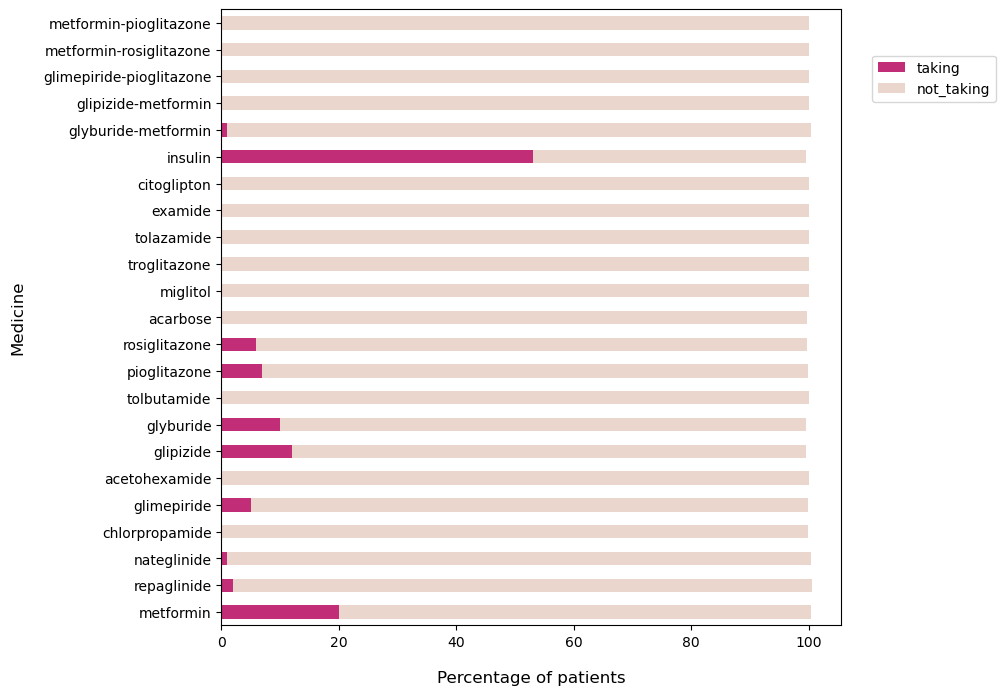 metformin-pioglitazone
metformin-rosiglitazone
glimepiride-pioglitazone
glipizide-metformin
glyburide-metformin
insulin
citoglipton
examide
tolazamide
troglitazone
miglitol
acarbose
rosiglitazone
pioglitazone
tolbutamide
glyburide
glipizide
acetohexamide
glimepiride
chlorpropamide
nateglinide
repaglinide
metformin
Medicine
0 20 40 60 80 100
Percentage of patients
taking
not_taking